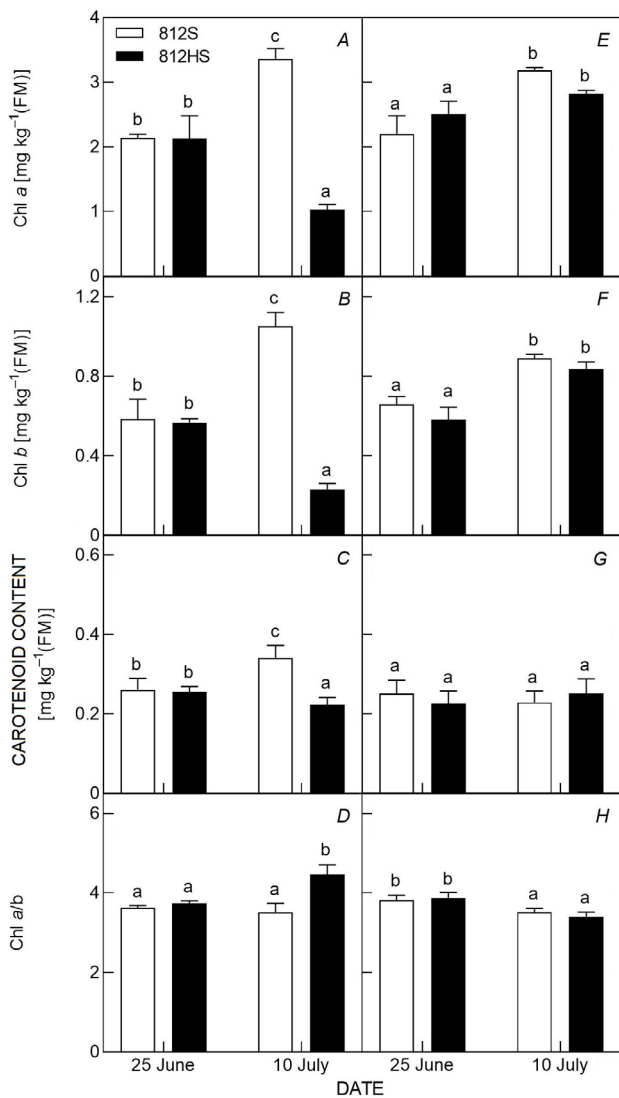 4
3
2
1
0
Chl a [mg kg⁻¹(FM)]
812S
812HS
A
b
b
c
a
E
a
a
b
b
1.2
0.8
0.4
0
Chl b [mg kg⁻¹(FM)]
B
b
b
c
a
F
a
a
b
b
0.6
0.4
0.2
0
CAROTENOID CONTENT
[mg kg⁻¹(FM)]
C
b
b
c
a
G
a
a
a
a
6
4
2
0
Chl a/b
D
a
a
a
b
H
b
b
a
a
25 June
10 July
25 June
10 July
DATE